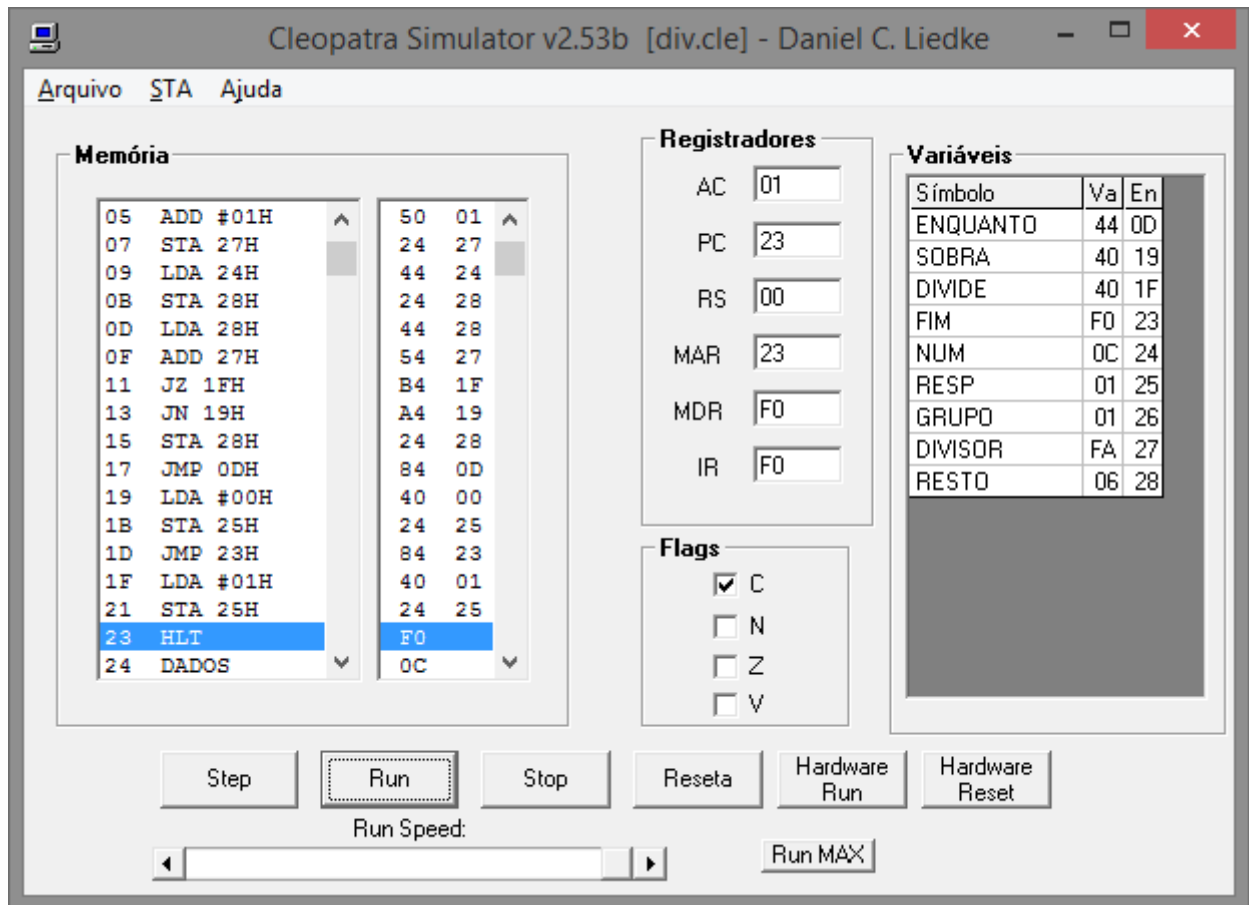 Cleopatra Simulator v2.53b [div.cle] - Daniel C. Liedke
Arquivo STA Ajuda
Memória
05 ADD #01H 50 01
07 STA 27H 24 27
09 LDA 24H 44 24
0B STA 28H 24 28
0D LDA 28H 44 28
0F ADD 27H 54 27
11 JZ 1FH B4 1F
13 JN 19H A4 19
15 STA 28H 24 28
17 JMP 0DH 84 0D
19 LDA #00H 40 00
1B STA 25H 24 25
1D JMP 23H 84 23
1F LDA #01H 40 01
21 STA 25H 24 25
23 HLT F0
24 DADOS 0C
Registradores
AC 01
PC 23
RS 00
MAR 23
MDR F0
IR F0
Flags
C
N
Z
V
Variáveis
Símbolo Va En
ENQUANTO 44 0D
SOBRA 40 19
DIVIDE 40 1F
FIM F0 23
NUM 0C 24
RESP 01 25
GRUPO 01 26
DIVISOR FA 27
RESTO 06 28
Step Run Stop Reseta Hardware Run Hardware Reset
Run Speed:
Run MAX